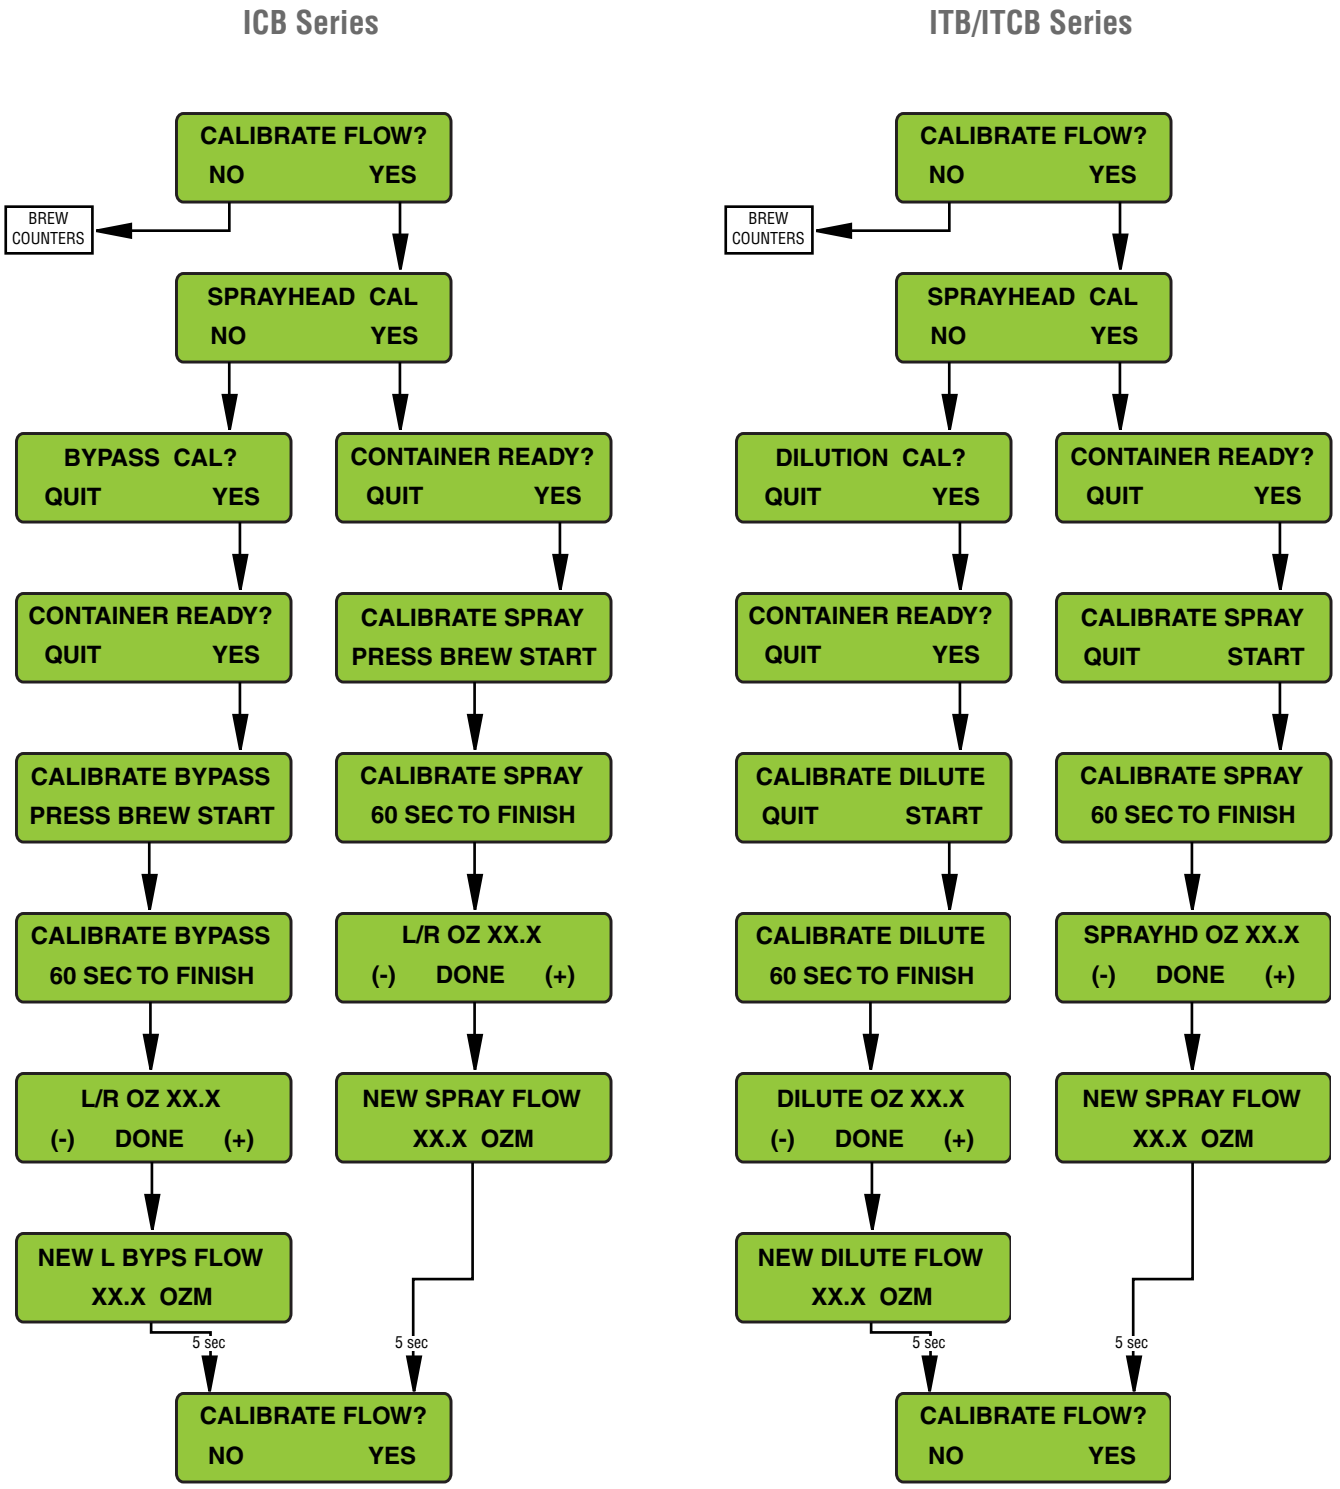 ICB Series
CALIBRATE FLOW?
NO YES
BREW
COUNTERS
SPRAYHEAD CAL
NO YES
BYPASS CAL?
QUIT YES
CONTAINER READY?
QUIT YES
CONTAINER READY?
QUIT YES
CALIBRATE SPRAY
PRESS BREW START
CALIBRATE BYPASS
PRESS BREW START
CALIBRATE SPRAY
60 SEC TO FINISH
CALIBRATE BYPASS
60 SEC TO FINISH
L/R OZ XX.X
(-) DONE (+)
L/R OZ XX.X
(-) DONE (+)
NEW SPRAY FLOW
XX.X OZM
NEW L BYPS FLOW
XX.X OZM
5 sec
5 sec
CALIBRATE FLOW?
NO YES
ITB/ITCB Series
CALIBRATE FLOW?
NO YES
BREW
COUNTERS
SPRAYHEAD CAL
NO YES
DILUTION CAL?
QUIT YES
CONTAINER READY?
QUIT YES
CONTAINER READY?
QUIT YES
CALIBRATE SPRAY
QUIT START
CALIBRATE DILUTE
QUIT START
CALIBRATE SPRAY
60 SEC TO FINISH
CALIBRATE DILUTE
60 SEC TO FINISH
SPRAYHD OZ XX.X
(-) DONE (+)
DILUTE OZ XX.X
(-) DONE (+)
NEW SPRAY FLOW
XX.X OZM
NEW DILUTE FLOW
XX.X OZM
5 sec
5 sec
CALIBRATE FLOW?
NO YES